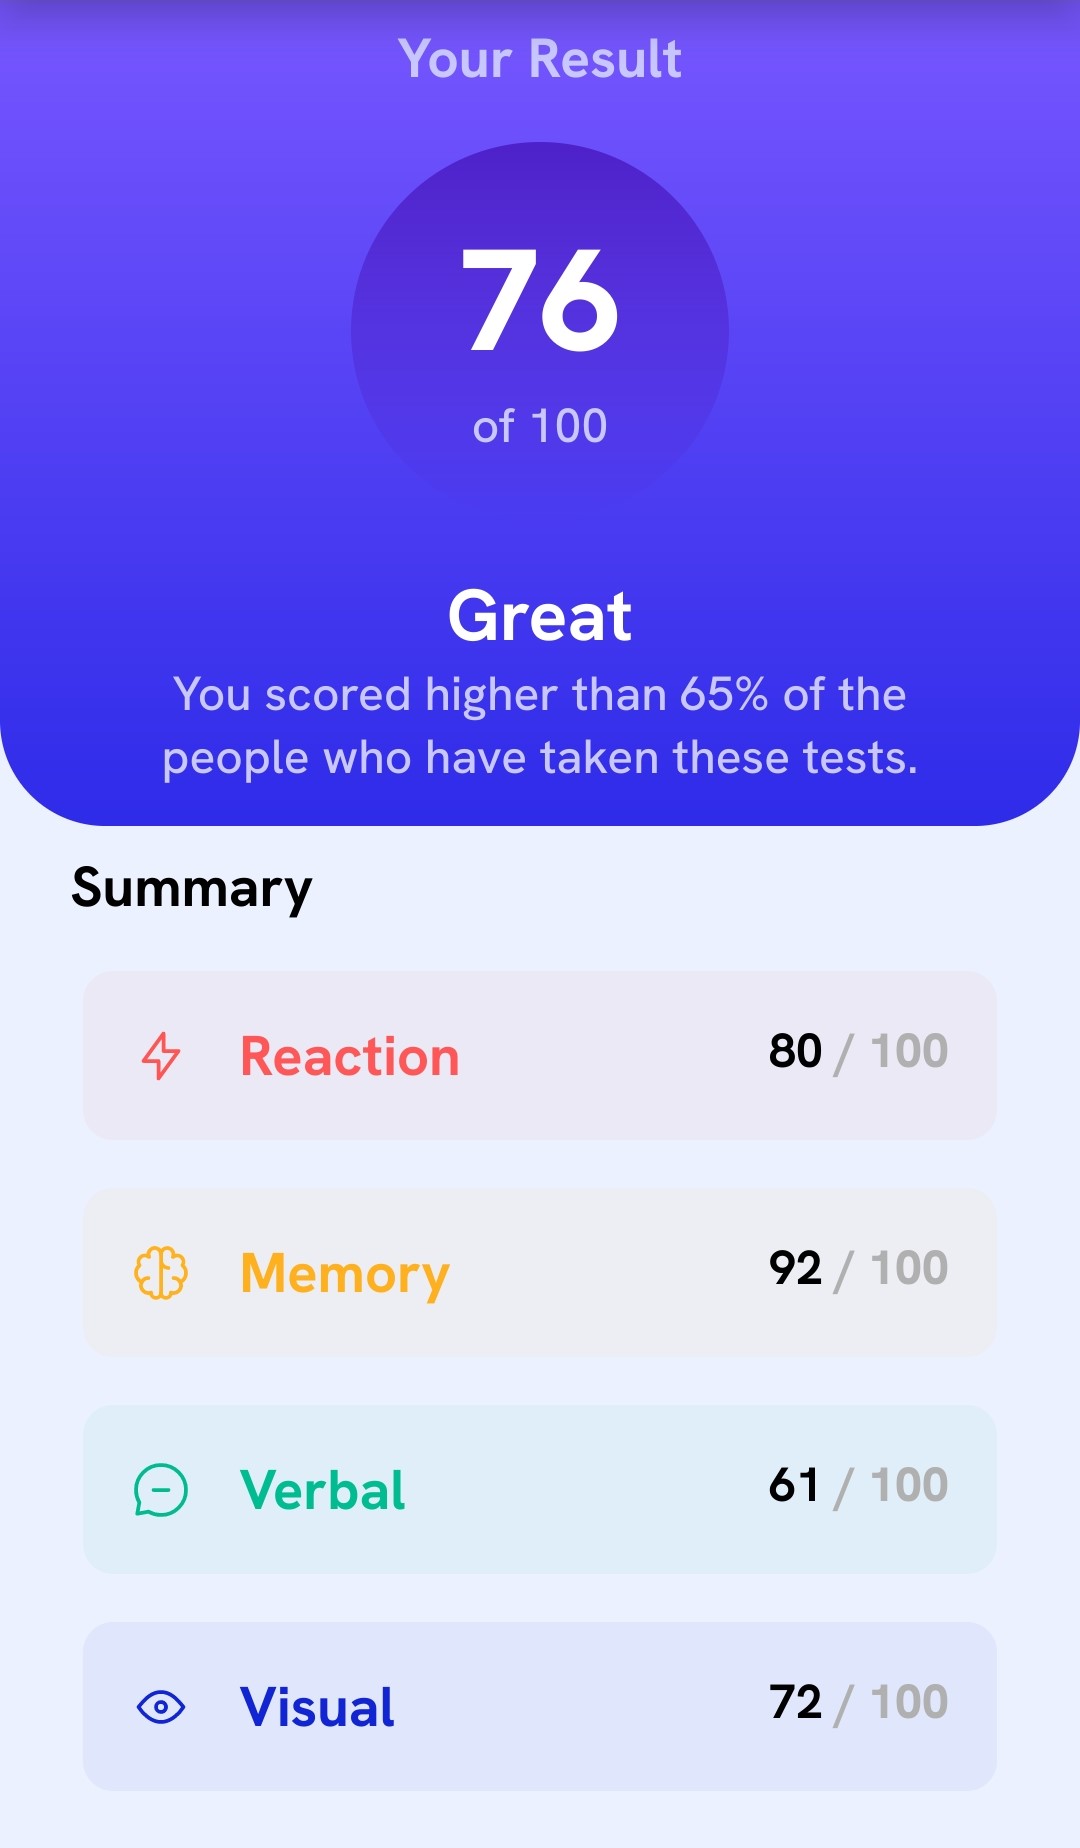 Your Result
76
of 100
Great
You scored higher than 65% of the
people who have taken these tests.
Summary
Reaction 80 / 100
Memory 92 / 100
Verbal 61 / 100
Visual 72 / 100